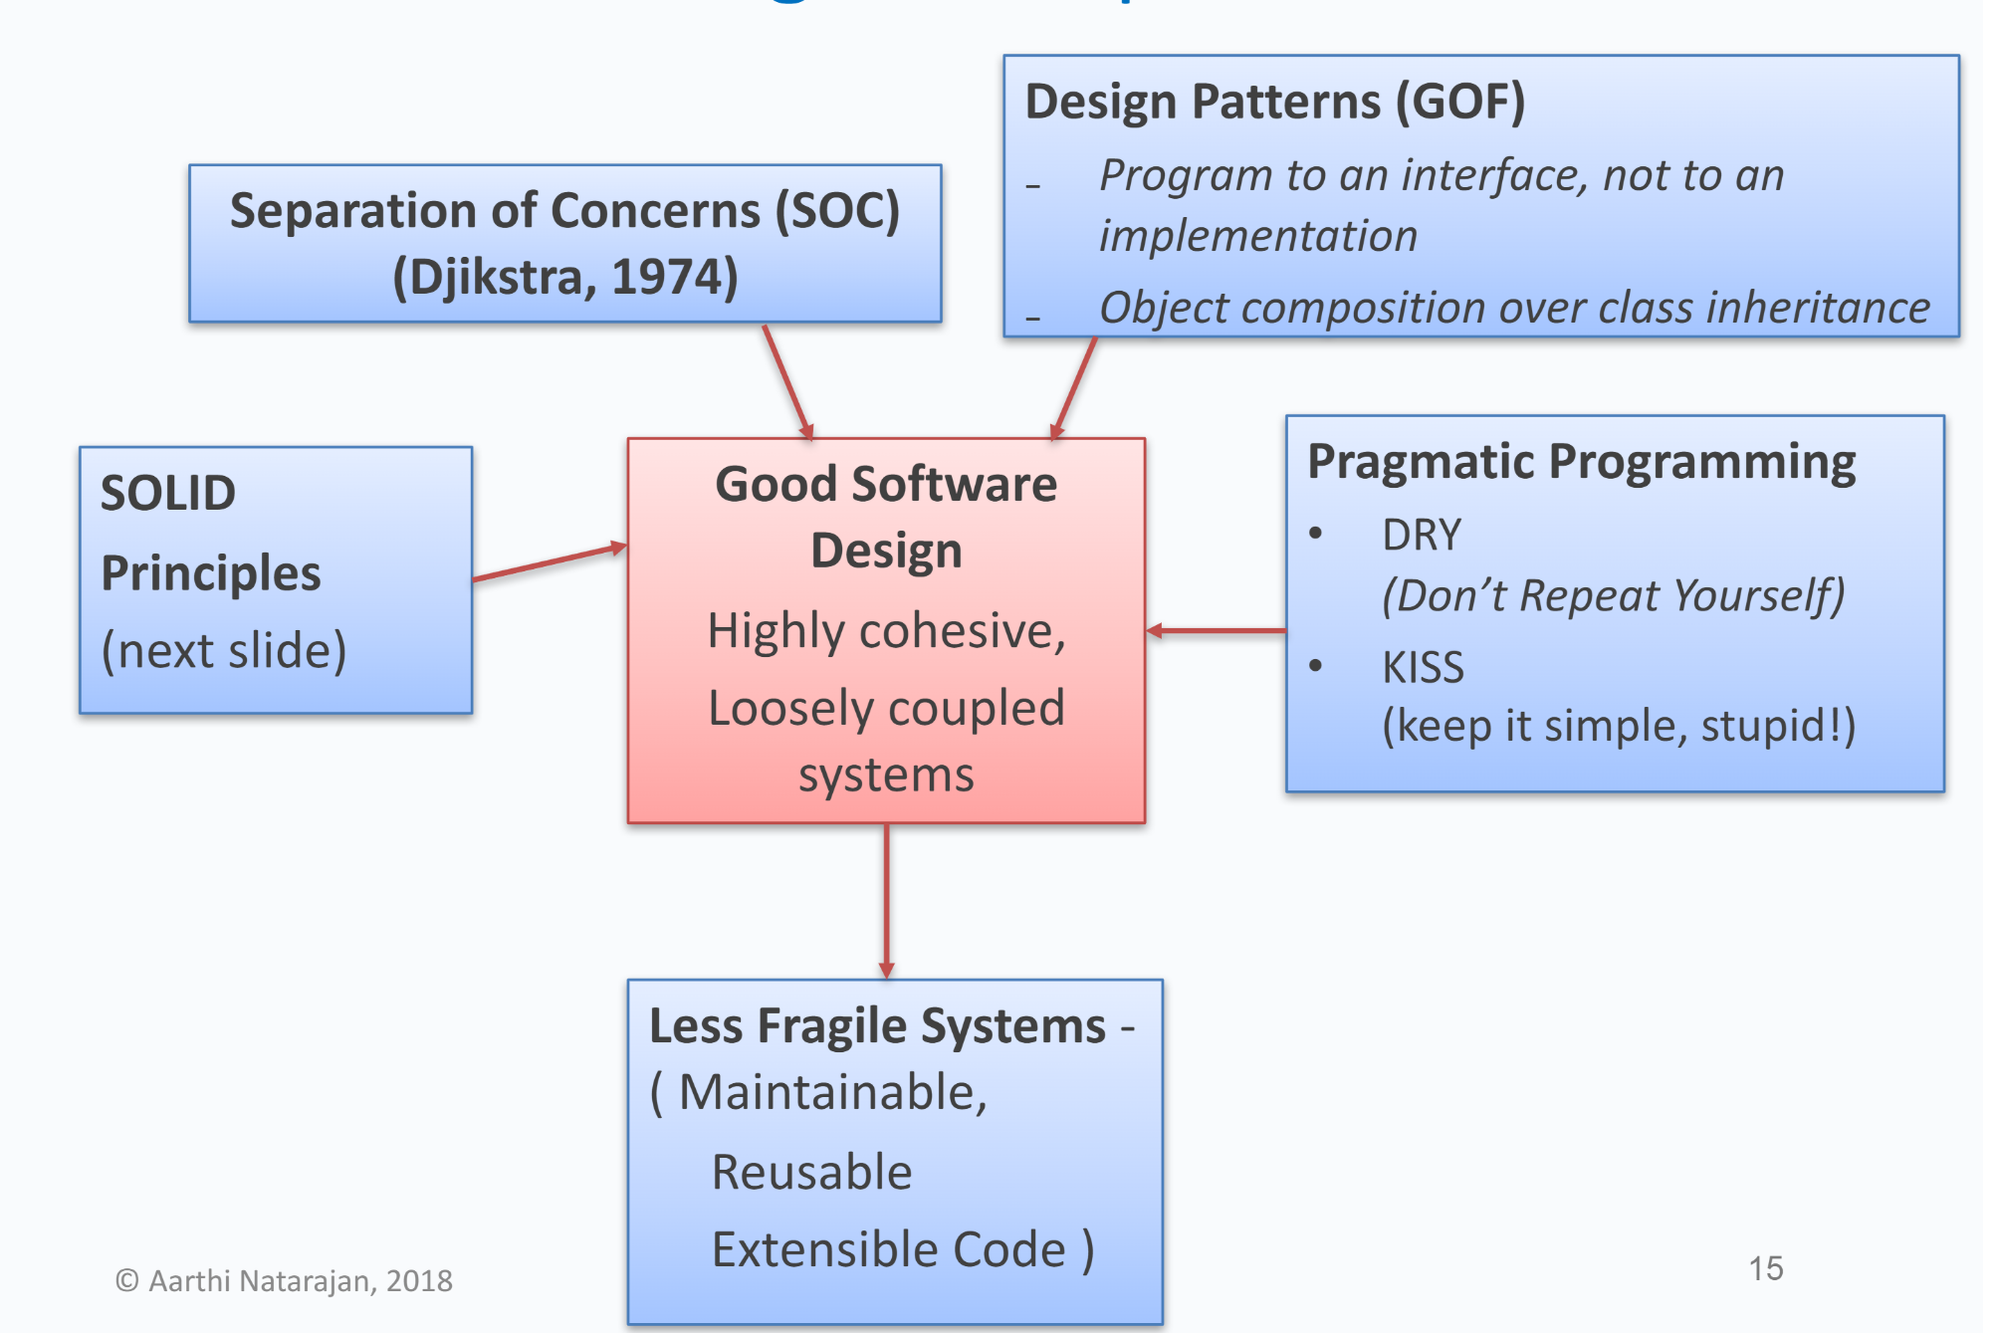 Design Patterns (GOF)
- Program to an interface, not to an
implementation
- Object composition over class inheritance
Separation of Concerns (SOC)
(Djikstra, 1974)
SOLID
Principles
(next slide)
Good Software
Design
Highly cohesive,
Loosely coupled
systems
Pragmatic Programming
• DRY
(Don’t Repeat Yourself)
• KISS
(keep it simple, stupid!)
Less Fragile Systems -
( Maintainable,
Reusable
Extensible Code )
© Aarthi Natarajan, 2018
15